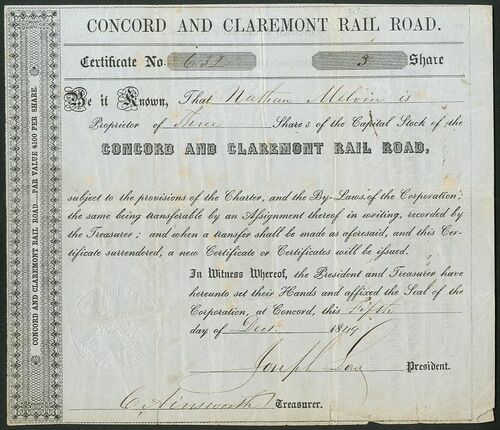 CONCORD AND CLAREMONT RAIL ROAD.
Certificate No. 632 3 Share
Be it Known, That Nathan Melvin is
Proprietor of Three Shares of the Capital Stock of the
CONCORD AND CLAREMONT RAIL ROAD,
subject to the provisions of the Charter, and the By-Laws of the Corporation;
the same being transferable by an Assignment thereof in writing, recorded by
the Treasurer; and when a transfer shall be made as aforesaid, and this Cer-
tificate surrendered, a new Certificate or Certificates will be issued.
In Witness Whereof, the President and Treasurer have
hereunto set their Hands and affixed the Seal of the
Corporation, at Concord, this Fifth
day of Decr. 1849
Joseph Low President.
C. Ainsworth Treasurer.
CONCORD AND CLAREMONT RAIL ROAD.....PAR VALUE $100 PER SHARE.